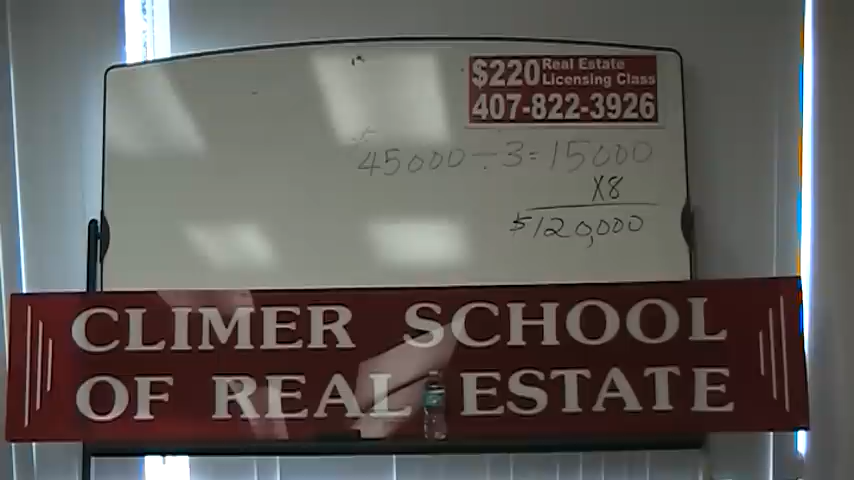 $220 Real Estate
Licensing Class
407-822-3926
45000 ÷ 3 = 15000
X8
$120,000
CLIMER SCHOOL
OF REAL ESTATE